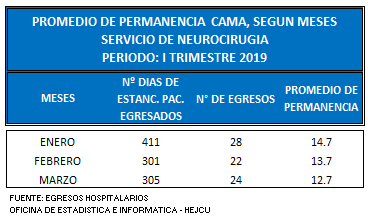 PROMEDIO DE PERMANENCIA CAMA, SEGUN MESES
SERVICIO DE NEUROCIRUGIA
PERIODO: I TRIMESTRE 2019
MESES Nº DIAS DE ESTANC. PAC. EGRESADOS N° DE EGRESOS PROMEDIO DE PERMANENCIA
ENERO 411 28 14.7
FEBRERO 301 22 13.7
MARZO 305 24 12.7
FUENTE: EGRESOS HOSPITALARIOS
OFICINA DE ESTADISTICA E INFORMATICA - HEJCU